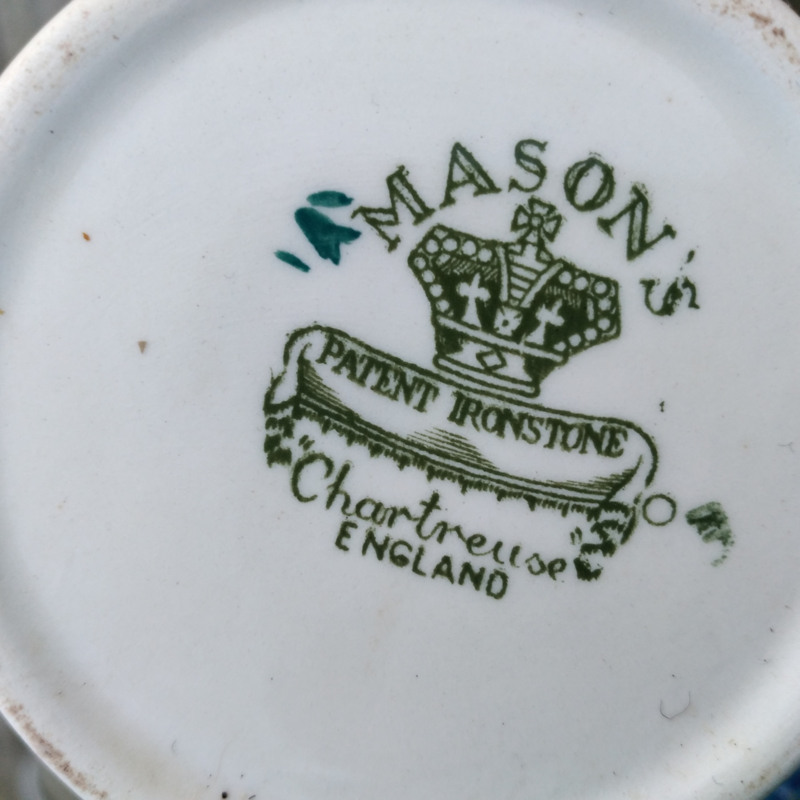 MASON'S
PATENT IRONSTONE
"Chartreuse"
ENGLAND